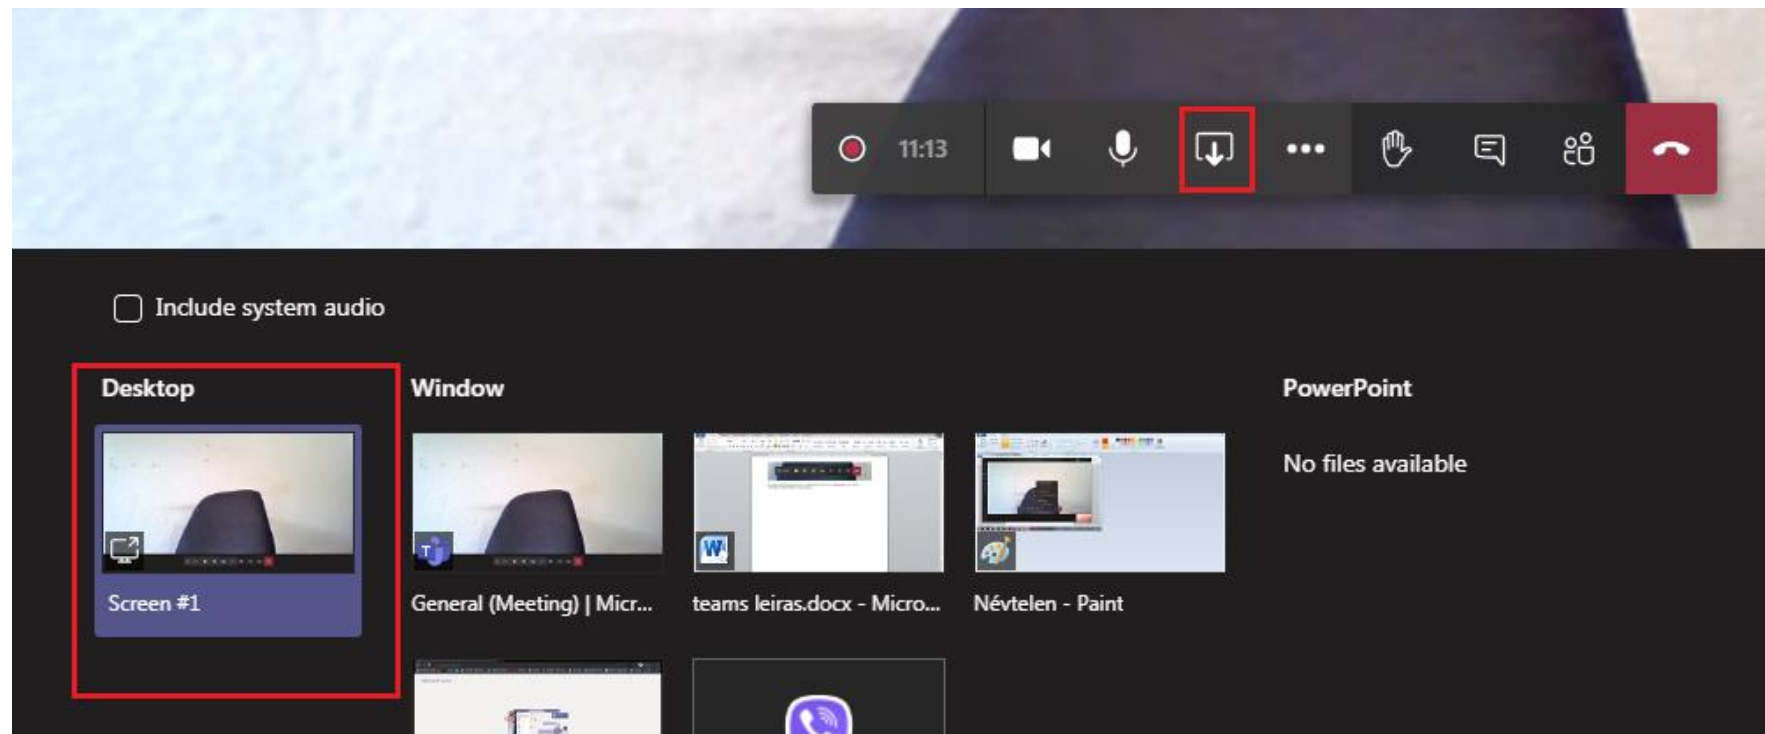 11:13
Include system audio
Desktop
Window
PowerPoint
No files available
Screen #1
General (Meeting) | Micr...
teams leiras.docx - Micro...
Névtelen - Paint